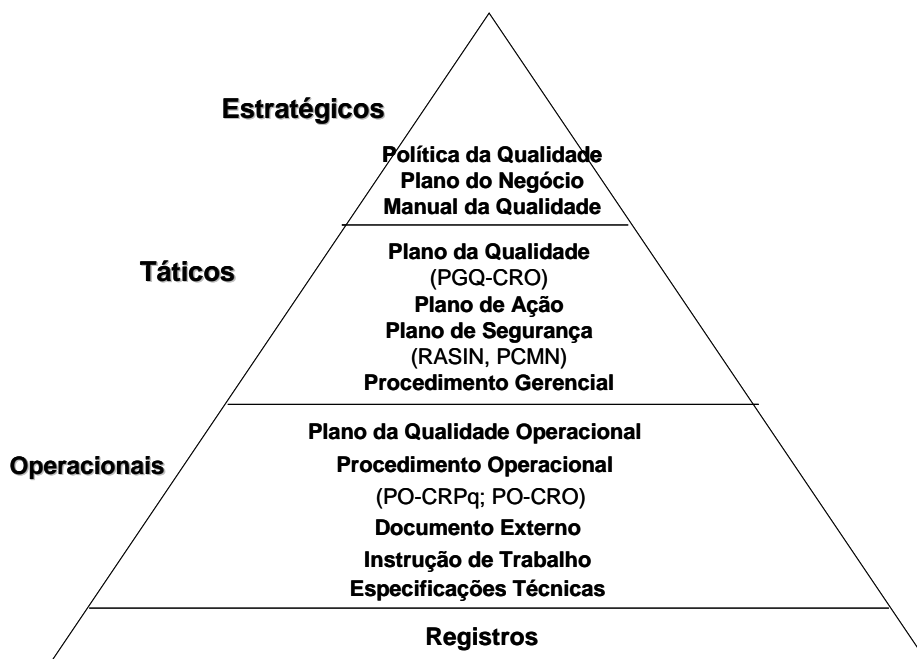 Estratégicos
Política da Qualidade
Plano do Negócio
Manual da Qualidade
Táticos
Plano da Qualidade
(PGQ-CRO)
Plano de Ação
Plano de Segurança
(RASIN, PCMN)
Procedimento Gerencial
Operacionais
Plano da Qualidade Operacional
Procedimento Operacional
(PO-CRPq; PO-CRO)
Documento Externo
Instrução de Trabalho
Especificações Técnicas
Registros